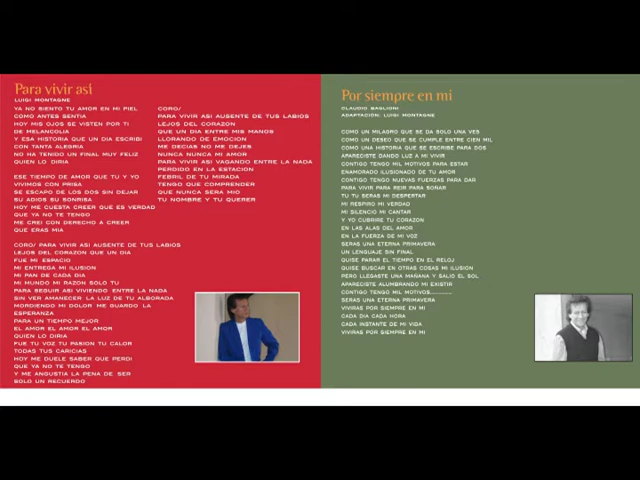 Para vivir así
LUIGI MONTAGNE
YA NO SIENTO TU AMOR EN MI PIEL
COMO ANTES SENTIA
HOY MIS OJOS SE VISTEN POR TI
DE MELANCOLIA
Y ESA HISTORIA QUE UN DIA ESCRIBI
CON TANTA ALEGRIA
NO HA TENIDO UN FINAL MUY FELIZ
QUIEN LO DIRIA
ESE TIEMPO DE AMOR QUE TU Y YO
VIVIMOS CON PRISA
SE ESCAPO DE LOS DOS SIN DEJAR
SU ADIOS SU SONRISA
HOY ME CUESTA CREER QUE ES VERDAD
QUE YA NO TE TENGO
ME CREI CON DERECHO A CREER
QUE ERAS MIA
CORO/ PARA VIVIR ASI AUSENTE DE TUS LABIOS
LEJOS DEL CORAZON QUE UN DIA
FUE MI ESPACIO
MI ENTREGA MI ILUSION
MI PAN DE CADA DIA
MI MUNDO MI RAZON SOLO TU
PARA SEGUIR ASI VIVIENDO ENTRE LA NADA
SIN VER AMANECER LA LUZ DE TU ALBORADA
MORDIENDO MI DOLOR ME GUARDO LA
ESPERANZA
PARA UN TIEMPO MEJOR
EL AMOR EL AMOR EL AMOR
QUIEN LO DIRIA
FUE TU VOZ TU PASION TU CALOR
TODAS TUS CARICIAS
HOY ME DUELE SABER QUE PERDI
QUE YA NO TE TENGO
Y ME ANGUSTIA LA PENA DE SER
SOLO UN RECUERDO
CORO/
PARA VIVIR ASI AUSENTE DE TUS LABIOS
LEJOS DEL CORAZON
QUE UN DIA ENTRE MIS MANOS
LLORANDO DE EMOCION
ME DECIAS NO ME DEJES
NUNCA NUNCA MI AMOR
PARA VIVIR ASI VAGANDO ENTRE LA NADA
PERDIDO EN LA ESTACION
FEBRIL DE TU MIRADA
TENGO QUE COMPRENDER
QUE NUNCA SERA MIO
TU NOMBRE Y TU QUERER
Por siempre en mi
CLAUDIO BAGLIONI
ADAPTACIÓN: LUIGI MONTAGNE
COMO UN MILAGRO QUE SE DA SOLO UNA VES
COMO UN DESEO QUE SE CUMPLE ENTRE CIEN MIL
COMO UNA HISTORIA QUE SE ESCRIBE PARA DOS
APARECISTE DANDO LUZ A MI VIVIR
CONTIGO TENGO MIL MOTIVOS PARA ESTAR
ENAMORADO ILUSIONADO DE TU AMOR
CONTIGO TENGO NUEVAS FUERZAS PARA DAR
PARA VIVIR PARA REIR PARA SOÑAR
TU TU SERAS MI DESPERTAR
MI RESPIRO MI VERDAD
MI SILENCIO MI CANTAR
Y YO CUBRIRE TU CORAZON
EN LAS ALAS DEL AMOR
EN LA FUERZA DE MI VOZ
SERAS UNA ETERNA PRIMAVERA
UN LENGUAJE SIN FINAL
QUISE PARAR EL TIEMPO EN EL RELOJ
QUISE BUSCAR EN OTRAS COSAS MI ILUSION
PERO LLEGASTE UNA MAÑANA Y SALIO EL SOL
APARECISTE ALUMBRANDO MI EXISTIR
CONTIGO TENGO MIL MOTIVOS............
SERAS UNA ETERNA PRIMAVERA
VIVIRAS POR SIEMPRE EN MI
CADA DIA CADA HORA
CADA INSTANTE DE MI VIDA
VIVIRAS POR SIEMPRE EN MI